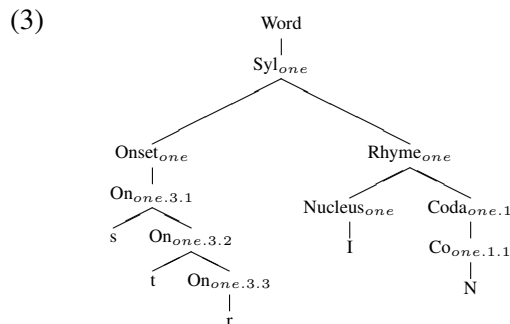 (3)
Word
Syl_one
Onset_one Rhyme_one
On_one.3.1 Nucleus_one Coda_one.1
s On_one.3.2 I Co_one.1.1
t On_one.3.3 N
r